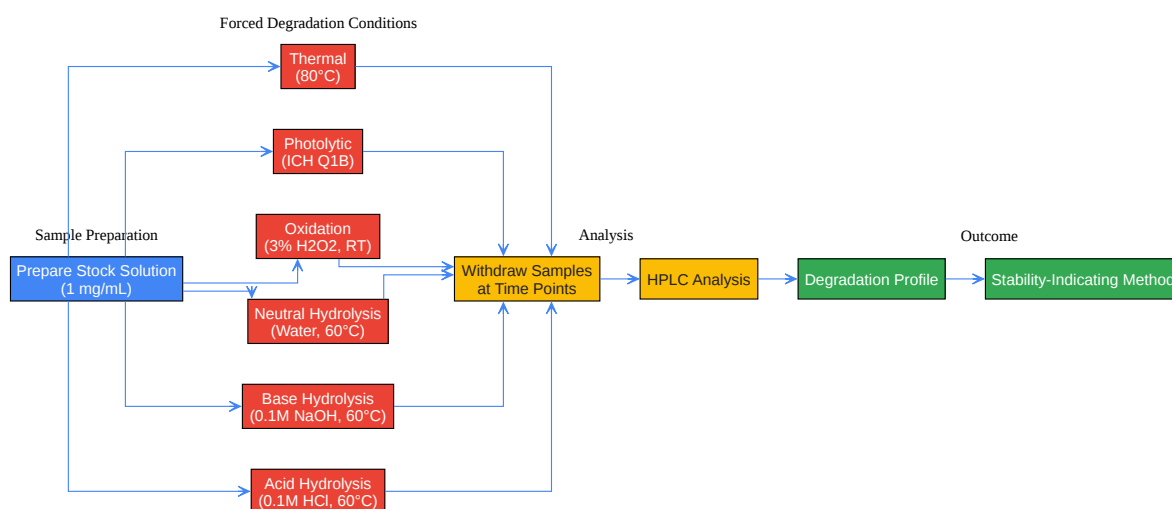 Forced Degradation Conditions
Thermal
(80°C)
Photolytic
(ICH Q1B)
Oxidation
(3% H2O2, RT)
Sample Preparation
Analysis
Outcome
Prepare Stock Solution
(1 mg/mL)
Withdraw Samples
at Time Points
HPLC Analysis
Degradation Profile
Stability-Indicating Method
Neutral Hydrolysis
(Water, 60°C)
Base Hydrolysis
(0.1M NaOH, 60°C)
Acid Hydrolysis
(0.1M HCl, 60°C)